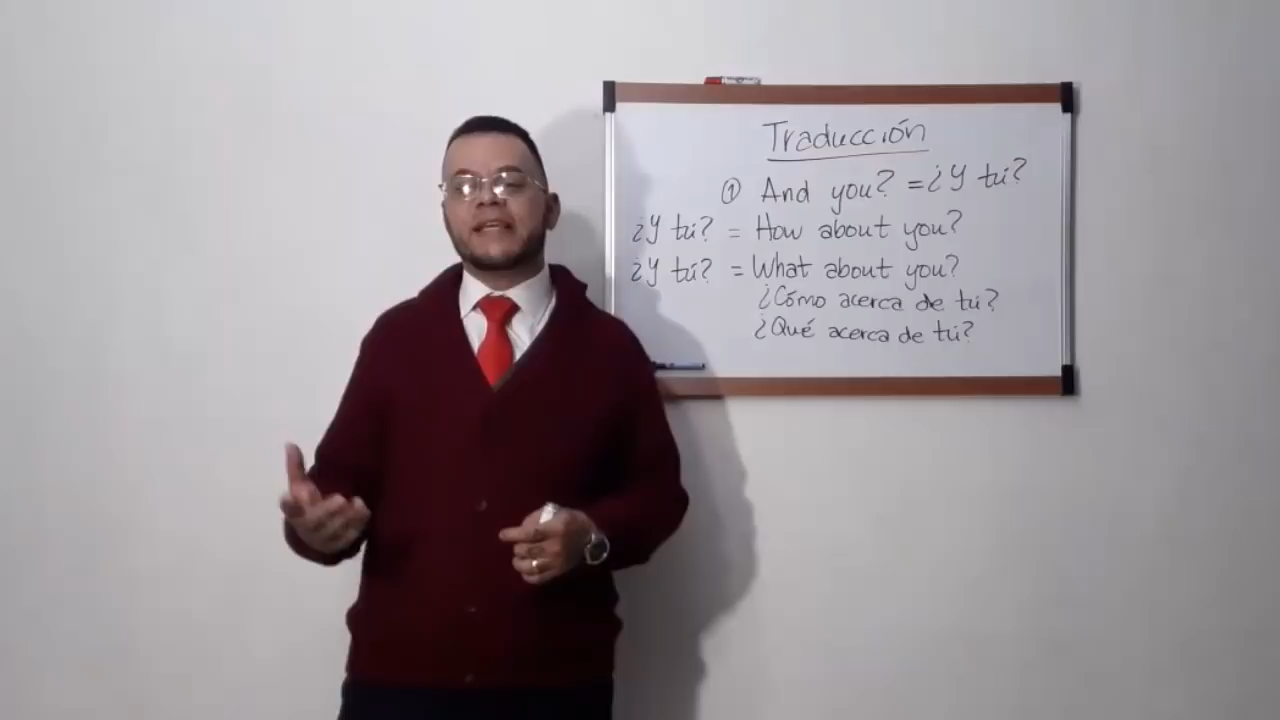 Traducción
① And you? = ¿Y tú?
¿Y tú? = How about you?
¿Y tú? = What about you?
¿Cómo acerca de tú?
¿Qué acerca de tú?